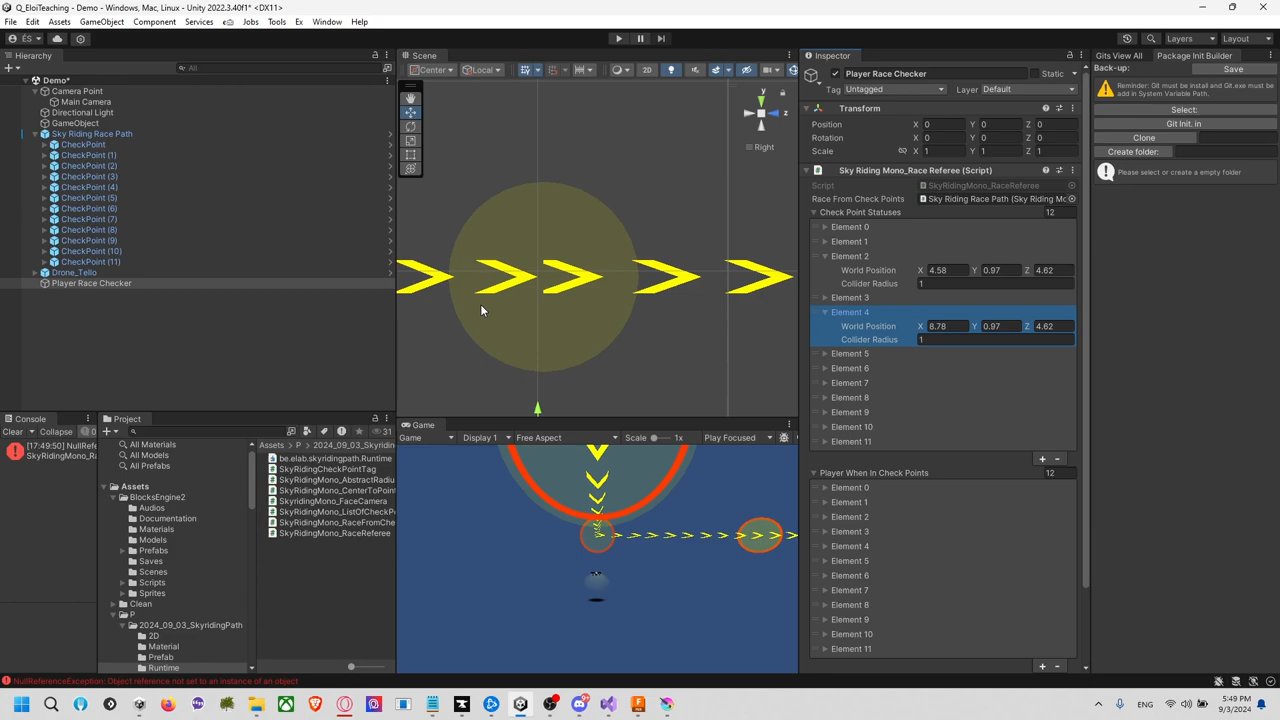 Q_EloiTeaching - Demo - Windows, Mac, Linux - Unity 2022.3.40f1* <DX11>
File Edit Assets GameObject Component Services Jobs Tools Ex Window Help
ÉS
Layers Layout
Hierarchy
All
Demo*
Camera Point
Main Camera
Directional Light
GameObject
Sky Riding Race Path
CheckPoint
CheckPoint (1)
CheckPoint (2)
CheckPoint (3)
CheckPoint (4)
CheckPoint (5)
CheckPoint (6)
CheckPoint (7)
CheckPoint (8)
CheckPoint (9)
CheckPoint (10)
CheckPoint (11)
Drone_Tello
Player Race Checker
Scene
Center Local 2D
y
z
Right
Game
Game Display 1 Free Aspect Scale 1x Play Focused
Inspector
Player Race Checker Static
Tag Untagged Layer Default
Transform
Position X 0 Y 0 Z 0
Rotation X 0 Y 0 Z 0
Scale X 1 Y 1 Z 1
Sky Riding Mono_Race Referee (Script)
Script SkyRidingMono_RaceReferee
Race From Check Points Sky Riding Race Path (Sky Riding Mc
Check Point Statuses 12
Element 0
Element 1
Element 2
World Position X 4.58 Y 0.97 Z 4.62
Collider Radius 1
Element 3
Element 4
World Position X 8.78 Y 0.97 Z 4.62
Collider Radius 1
Element 5
Element 6
Element 7
Element 8
Element 9
Element 10
Element 11
Player When In Check Points 12
Element 0
Element 1
Element 2
Element 3
Element 4
Element 5
Element 6
Element 7
Element 8
Element 9
Element 10
Element 11
Gits View All Package Init Builder
Back-up: Save
Reminder: Git must be install and Git.exe must be
add in System Variable Path.
Select:
Git Init. in
Clone
Create folder:
Please select or create a empty folder
Console
Clear Collapse 0
[17:49:50] NullRefe
SkyRidingMono_Ra
Project
31
All Materials
All Models
All Prefabs
Assets
BlocksEngine2
Audios
Documentation
Materials
Models
Prefabs
Saves
Scenes
Scripts
Sprites
Clean
P
2024_09_03_SkyridingPath
2D
Material
Prefab
Runtime
Assets P 2024_09_03_Skyridin
be.elab.skyridingpath.Runtime
SkyRidingCheckPointTag
SkyRidingMono_AbstractRadiu
SkyRidingMono_CenterToPoint
SkyridingMono_FaceCamera
SkyRidingMono_ListOfCheckP
SkyRidingMono_RaceFromChe
SkyRidingMono_RaceReferee
NullReferenceException: Object reference not set to an instance of an object
5:49 PM
9/3/2024